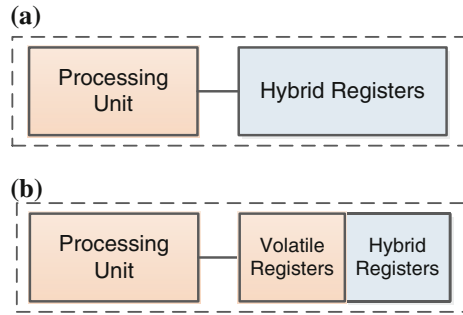 (a)
Processing
Unit
Hybrid Registers
(b)
Processing
Unit
Volatile
Registers
Hybrid
Registers